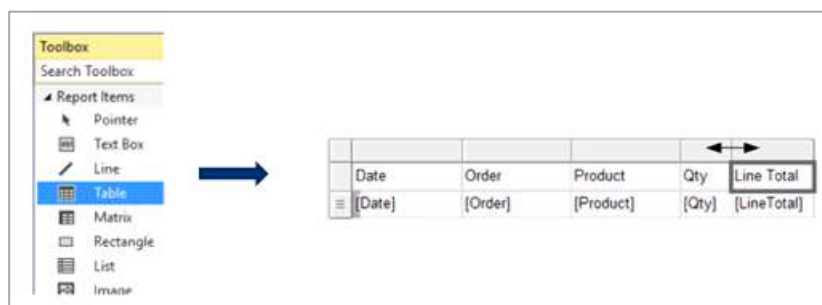 Toolbox
Search Toolbox
Report Items
Pointer
Text Box
Line
Table
Matrix
Rectangle
List
Image
Date Order Product Qty Line Total
[Date] [Order] [Product] [Qty] [LineTotal]